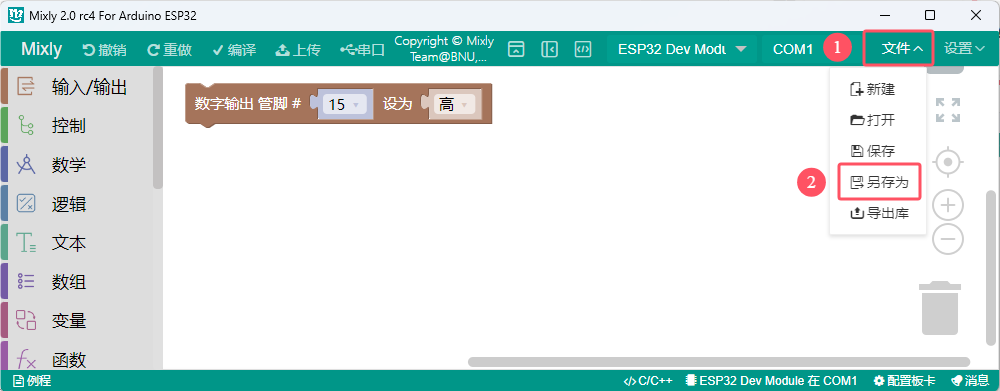 Mixly 2.0 rc4 For Arduino ESP32
Mixly 撤销 重做 编译 上传 串口 Copyright © Mixly Team@BNU,... ESP32 Dev Modu COM1 1 文件 设置
输入/输出
控制
数学
逻辑
文本
数组
变量
函数
数字输出 管脚 # 15 设为 高
新建
打开
保存
2 另存为
导出库
例程 C/C++ ESP32 Dev Module 在 COM1 配置板卡 消息